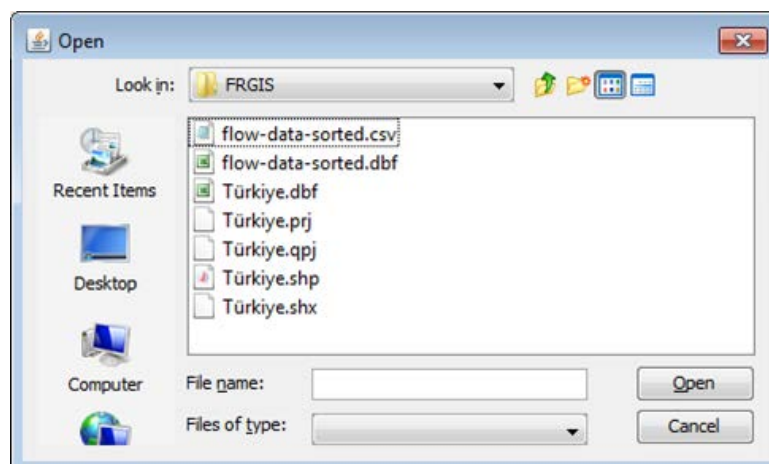 Open
Look in:
FRGIS
flow-data-sorted.csv
flow-data-sorted.dbf
Türkiye.dbf
Türkiye.prj
Türkiye.qpj
Türkiye.shp
Türkiye.shx
Recent Items
Desktop
Computer
File name:
Open
Files of type:
Cancel